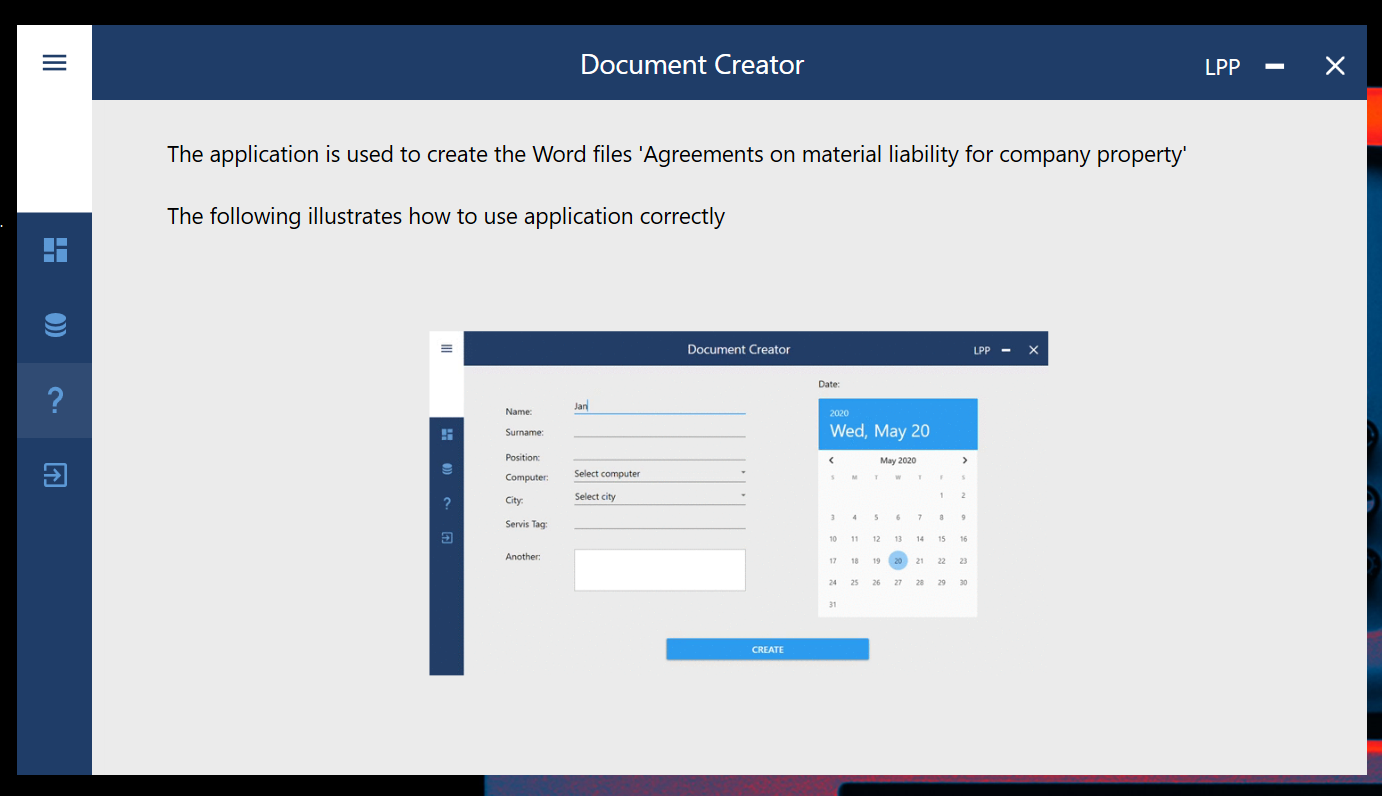 Document Creator
LPP
The application is used to create the Word files 'Agreements on material liability for company property'
The following illustrates how to use application correctly
Document Creator
LPP
Date:
Name: Jan
Surname:
Position:
Computer: Select computer
City: Select city
Servis Tag:
Another:
2020
Wed, May 20
May 2020
S M T W T F S
1 2
3 4 5 6 7 8 9
10 11 12 13 14 15 16
17 18 19 20 21 22 23
24 25 26 27 28 29 30
31
CREATE